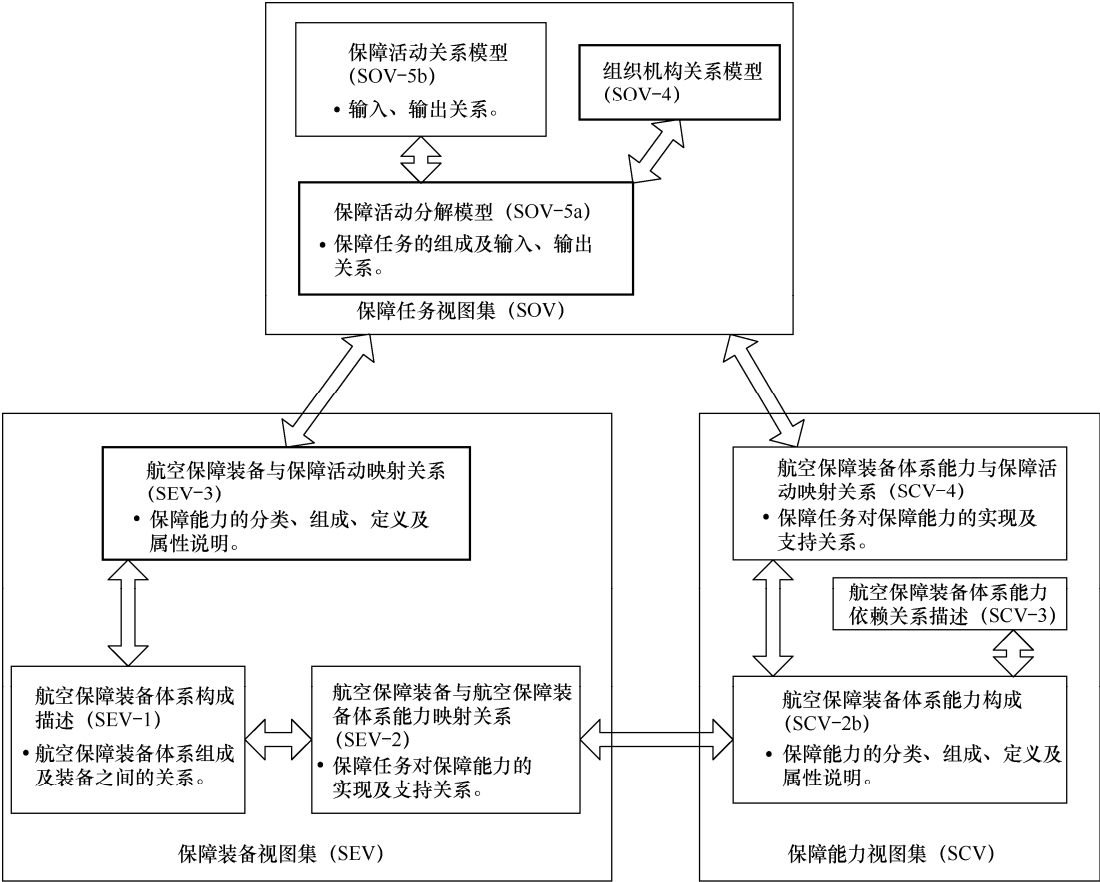 保障活动关系模型
(SOV-5b)
• 输入、输出关系。
组织机构关系模型
(SOV-4)
保障活动分解模型（SOV-5a）
• 保障任务的组成及输入、输出
关系。
保障任务视图集（SOV）
航空保障装备与保障活动映射关系
(SEV-3)
• 保障能力的分类、组成、定义及
属性说明。
航空保障装备体系构成
描述（SEV-1）
• 航空保障装备体系组成
及装备之间的关系。
航空保障装备与航空保障装
备体系能力映射关系
(SEV-2)
• 保障任务对保障能力的
实现及支持关系。
保障装备视图集（SEV）
航空保障装备体系能力与保障活
动映射关系（SCV-4）
• 保障任务对保障能力的实现及
支持关系。
航空保障装备体系能力
依赖关系描述（SCV-3）
航空保障装备体系能力构成
(SCV-2b)
• 保障能力的分类、组成、定义及
属性说明。
保障能力视图集（SCV）